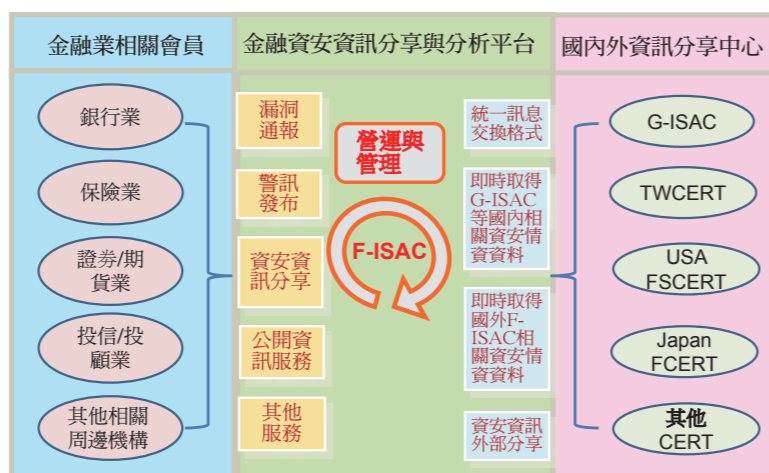 金融業相關會員
銀行業
保險業
證券/期
貨業
投信/投
顧業
其他相關
周邊機構
金融資安資訊分享與分析平台
漏洞
通報
警訊
發布
資安資
訊分享
公開資
訊服務
其他
服務
營運與
管理
F-ISAC
統一訊息
交換格式
即時取得
G-ISAC
等國內相
關資安情
資資料
即時取得
國外F-
ISAC相
關資安情
資資料
資安資訊
外部分享
國內外資訊分享中心
G-ISAC
TWCERT
USA
FSCERT
Japan
FCERT
其他
CERT